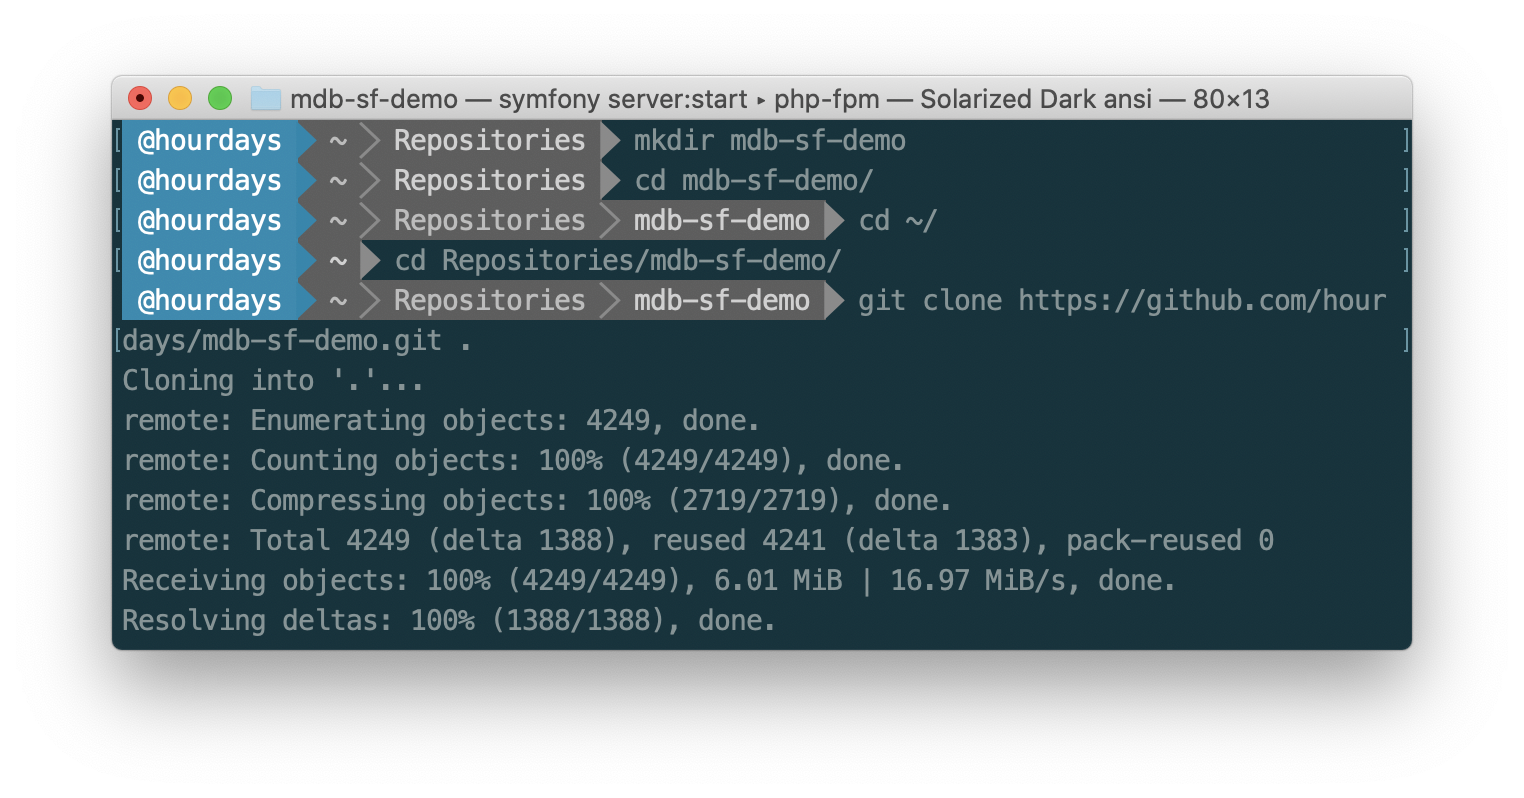 mdb-sf-demo — symfony server:start ▸ php-fpm — Solarized Dark ansi — 80×13
[ @hourdays ~ Repositories mkdir mdb-sf-demo ]
[ @hourdays ~ Repositories cd mdb-sf-demo/ ]
[ @hourdays ~ Repositories mdb-sf-demo cd ~/ ]
[ @hourdays ~ cd Repositories/mdb-sf-demo/ ]
@hourdays ~ Repositories mdb-sf-demo git clone https://github.com/hour
[days/mdb-sf-demo.git . ]
Cloning into '.'...
remote: Enumerating objects: 4249, done.
remote: Counting objects: 100% (4249/4249), done.
remote: Compressing objects: 100% (2719/2719), done.
remote: Total 4249 (delta 1388), reused 4241 (delta 1383), pack-reused 0
Receiving objects: 100% (4249/4249), 6.01 MiB | 16.97 MiB/s, done.
Resolving deltas: 100% (1388/1388), done.